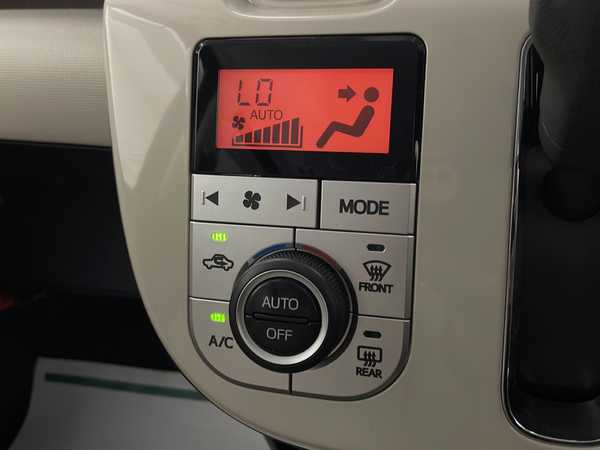 LO
AUTO
MODE
AUTO
OFF
FRONT
A/C
REAR